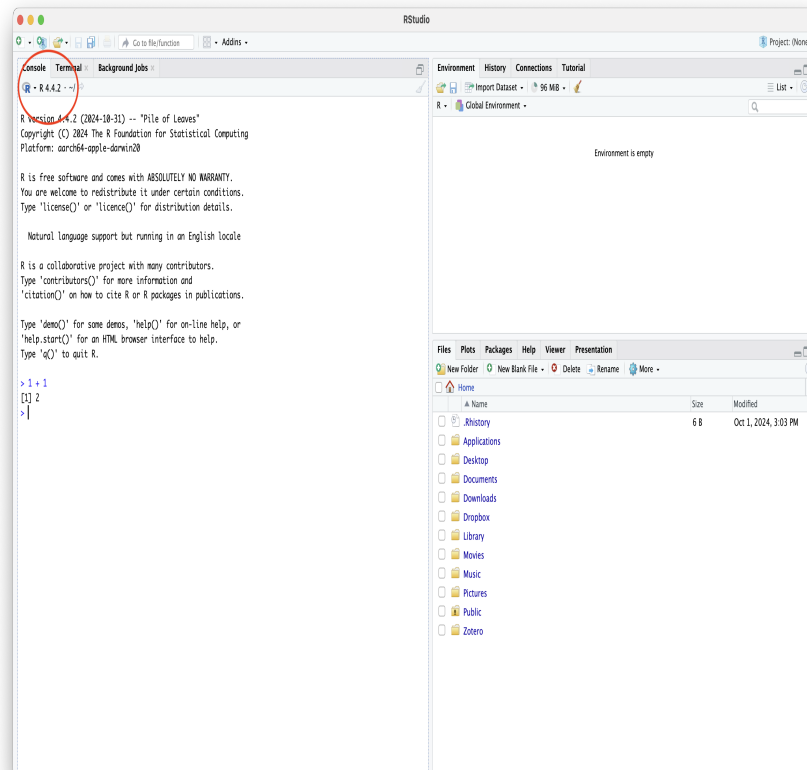 RStudio
Go to file/function
Addins
Project: (None
Console Terminal Background Jobs
R 4.4.2 · ~/
R version 4.4.2 (2024-10-31) -- "Pile of Leaves"
Copyright (C) 2024 The R Foundation for Statistical Computing
Platform: aarch64-apple-darwin20
R is free software and comes with ABSOLUTELY NO WARRANTY.
You are welcome to redistribute it under certain conditions.
Type 'license()' or 'licence()' for distribution details.
Natural language support but running in an English locale
R is a collaborative project with many contributors.
Type 'contributors()' for more information and
'citation()' on how to cite R or R packages in publications.
Type 'demo()' for some demos, 'help()' for on-line help, or
'help.start()' for an HTML browser interface to help.
Type 'q()' to quit R.
> 1 + 1
[1] 2
>
Environment History Connections Tutorial
Import Dataset 96 MiB List
R Global Environment
Environment is empty
Files Plots Packages Help Viewer Presentation
New Folder New Blank File Delete Rename More
Home
Name Size Modified
.Rhistory 6 B Oct 1, 2024, 3:03 PM
Applications
Desktop
Documents
Downloads
Dropbox
Library
Movies
Music
Pictures
Public
Zotero